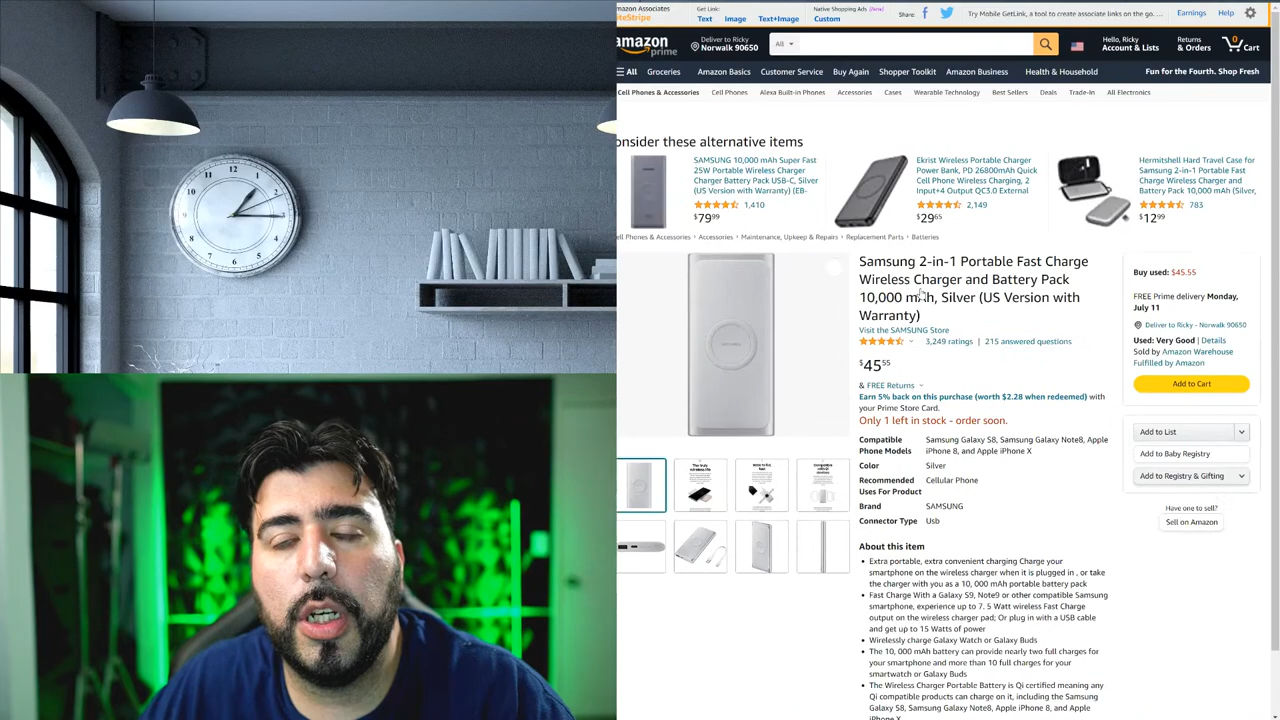 mazon Associates
iteStripe
Get Link:
Text Image Text+Image
Native Shopping Ads (New)
Custom
Share:
Try Mobile GetLink, a tool to create associate links on the go. ...
Earnings Help
amazon
prime
Deliver to Ricky
Norwalk 90650
All
Hello, Ricky
Account & Lists
Returns
& Orders
0
Cart
All Groceries Amazon Basics Customer Service Buy Again Shopper Toolkit Amazon Business Health & Household Fun for the Fourth. Shop Fresh
Cell Phones & Accessories Cell Phones Alexa Built-in Phones Accessories Cases Wearable Technology Best Sellers Deals Trade-In All Electronics
onsider these alternative items
SAMSUNG 10,000 mAh Super Fast
25W Portable Wireless Charger
Charger Battery Pack USB-C, Silver
(US Version with Warranty) (EB-
1,410
$79.99
Ekrist Wireless Portable Charger
Power Bank, PD 26800mAh Quick
Cell Phone Wireless Charging, 2
Input+4 Output QC3.0 External
2,149
$29.65
Hermitshell Hard Travel Case for
Samsung 2-in-1 Portable Fast
Charge Wireless Charger and
Battery Pack 10,000 mAh (Silver,
783
$12.99
ell Phones & Accessories › Accessories › Maintenance, Upkeep & Repairs › Replacement Parts › Batteries
Samsung 2-in-1 Portable Fast Charge
Wireless Charger and Battery Pack
10,000 mAh, Silver (US Version with
Warranty)
Visit the SAMSUNG Store
3,249 ratings | 215 answered questions
$45.55
& FREE Returns
Earn 5% back on this purchase (worth $2.28 when redeemed) with
your Prime Store Card.
Only 1 left in stock - order soon.
Compatible Phone Models Samsung Galaxy S8, Samsung Galaxy Note8, Apple
iPhone 8, and Apple iPhone X
Color Silver
Recommended Uses For Product Cellular Phone
Brand SAMSUNG
Connector Type Usb
About this item
Extra portable, extra convenient charging Charge your
smartphone on the wireless charger when it is plugged in , or take
the charger with you as a 10, 000 mAh portable battery pack
Fast Charge With a Galaxy S9, Note9 or other compatible Samsung
smartphone, experience up to 7. 5 Watt wireless Fast Charge
output on the wireless charger pad; Or plug in with a USB cable
and get up to 15 Watts of power
Wirelessly charge Galaxy Watch or Galaxy Buds
The 10, 000 mAh battery can provide nearly two full charges for
your smartphone and more than 10 full charges for your
smartwatch or Galaxy Buds
The Wireless Charger Portable Battery is Qi certified meaning any
Qi compatible products can charge on it, including the Samsung
Galaxy S8, Samsung Galaxy Note8, Apple iPhone 8, and Apple
iPhone X
Buy used: $45.55
FREE Prime delivery Monday,
July 11
Deliver to Ricky - Norwalk 90650
Used: Very Good | Details
Sold by Amazon Warehouse
Fulfilled by Amazon
Add to Cart
Add to List
Add to Baby Registry
Add to Registry & Gifting
Have one to sell?
Sell on Amazon